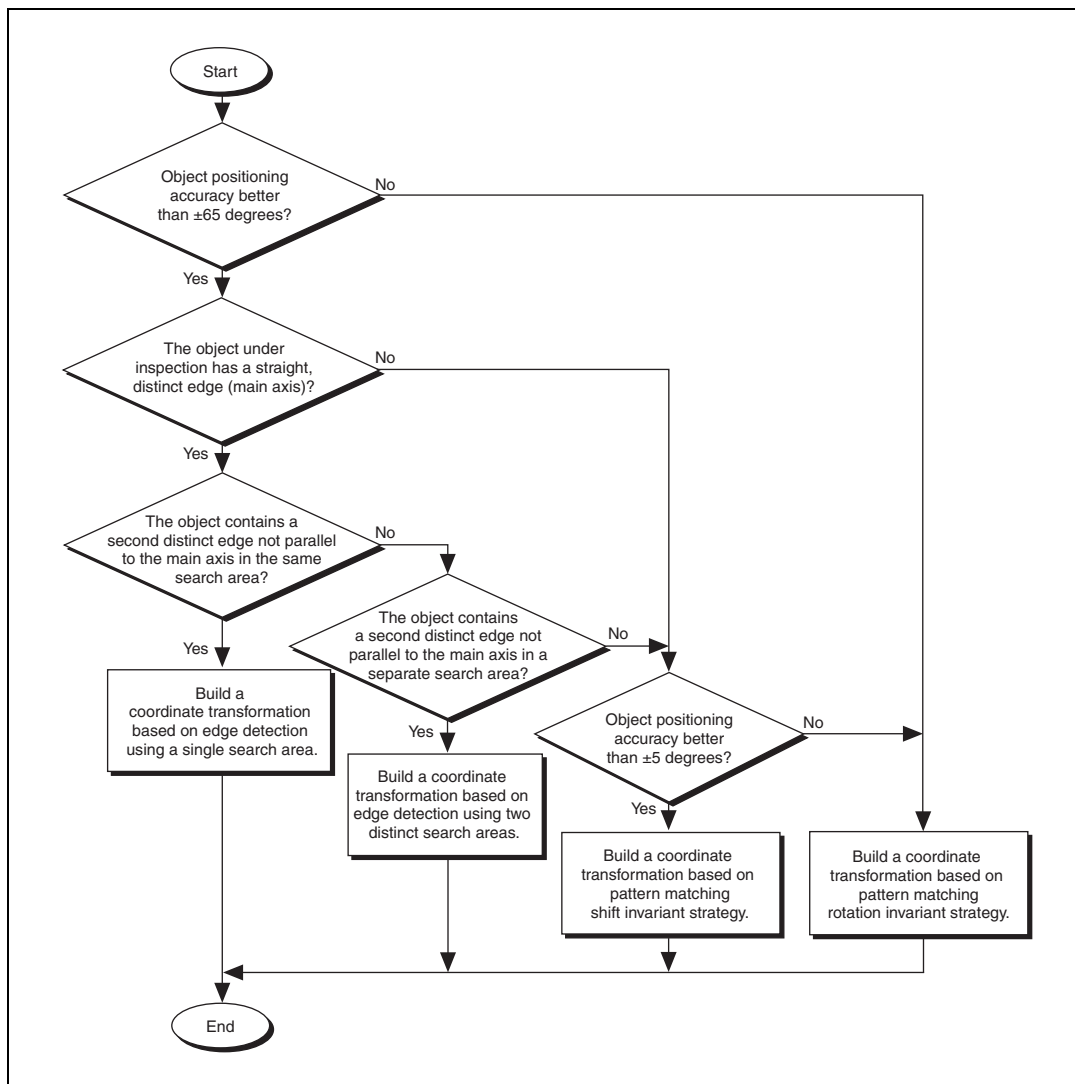 Start
Object positioning
accuracy better
than ±65 degrees?
No
Yes
The object under
inspection has a straight,
distinct edge (main axis)?
No
Yes
The object contains a
second distinct edge not parallel
to the main axis in the same
search area?
No
Yes
The object contains
a second distinct edge not
parallel to the main axis in a
separate search area?
No
Yes
Build a
coordinate transformation
based on edge detection
using a single search area.
Object positioning
accuracy better
than ±5 degrees?
No
Yes
Build a coordinate
transformation based on
edge detection using two
distinct search areas.
Build a coordinate
transformation based on
pattern matching
shift invariant strategy.
Build a coordinate
transformation based on
pattern matching
rotation invariant strategy.
End